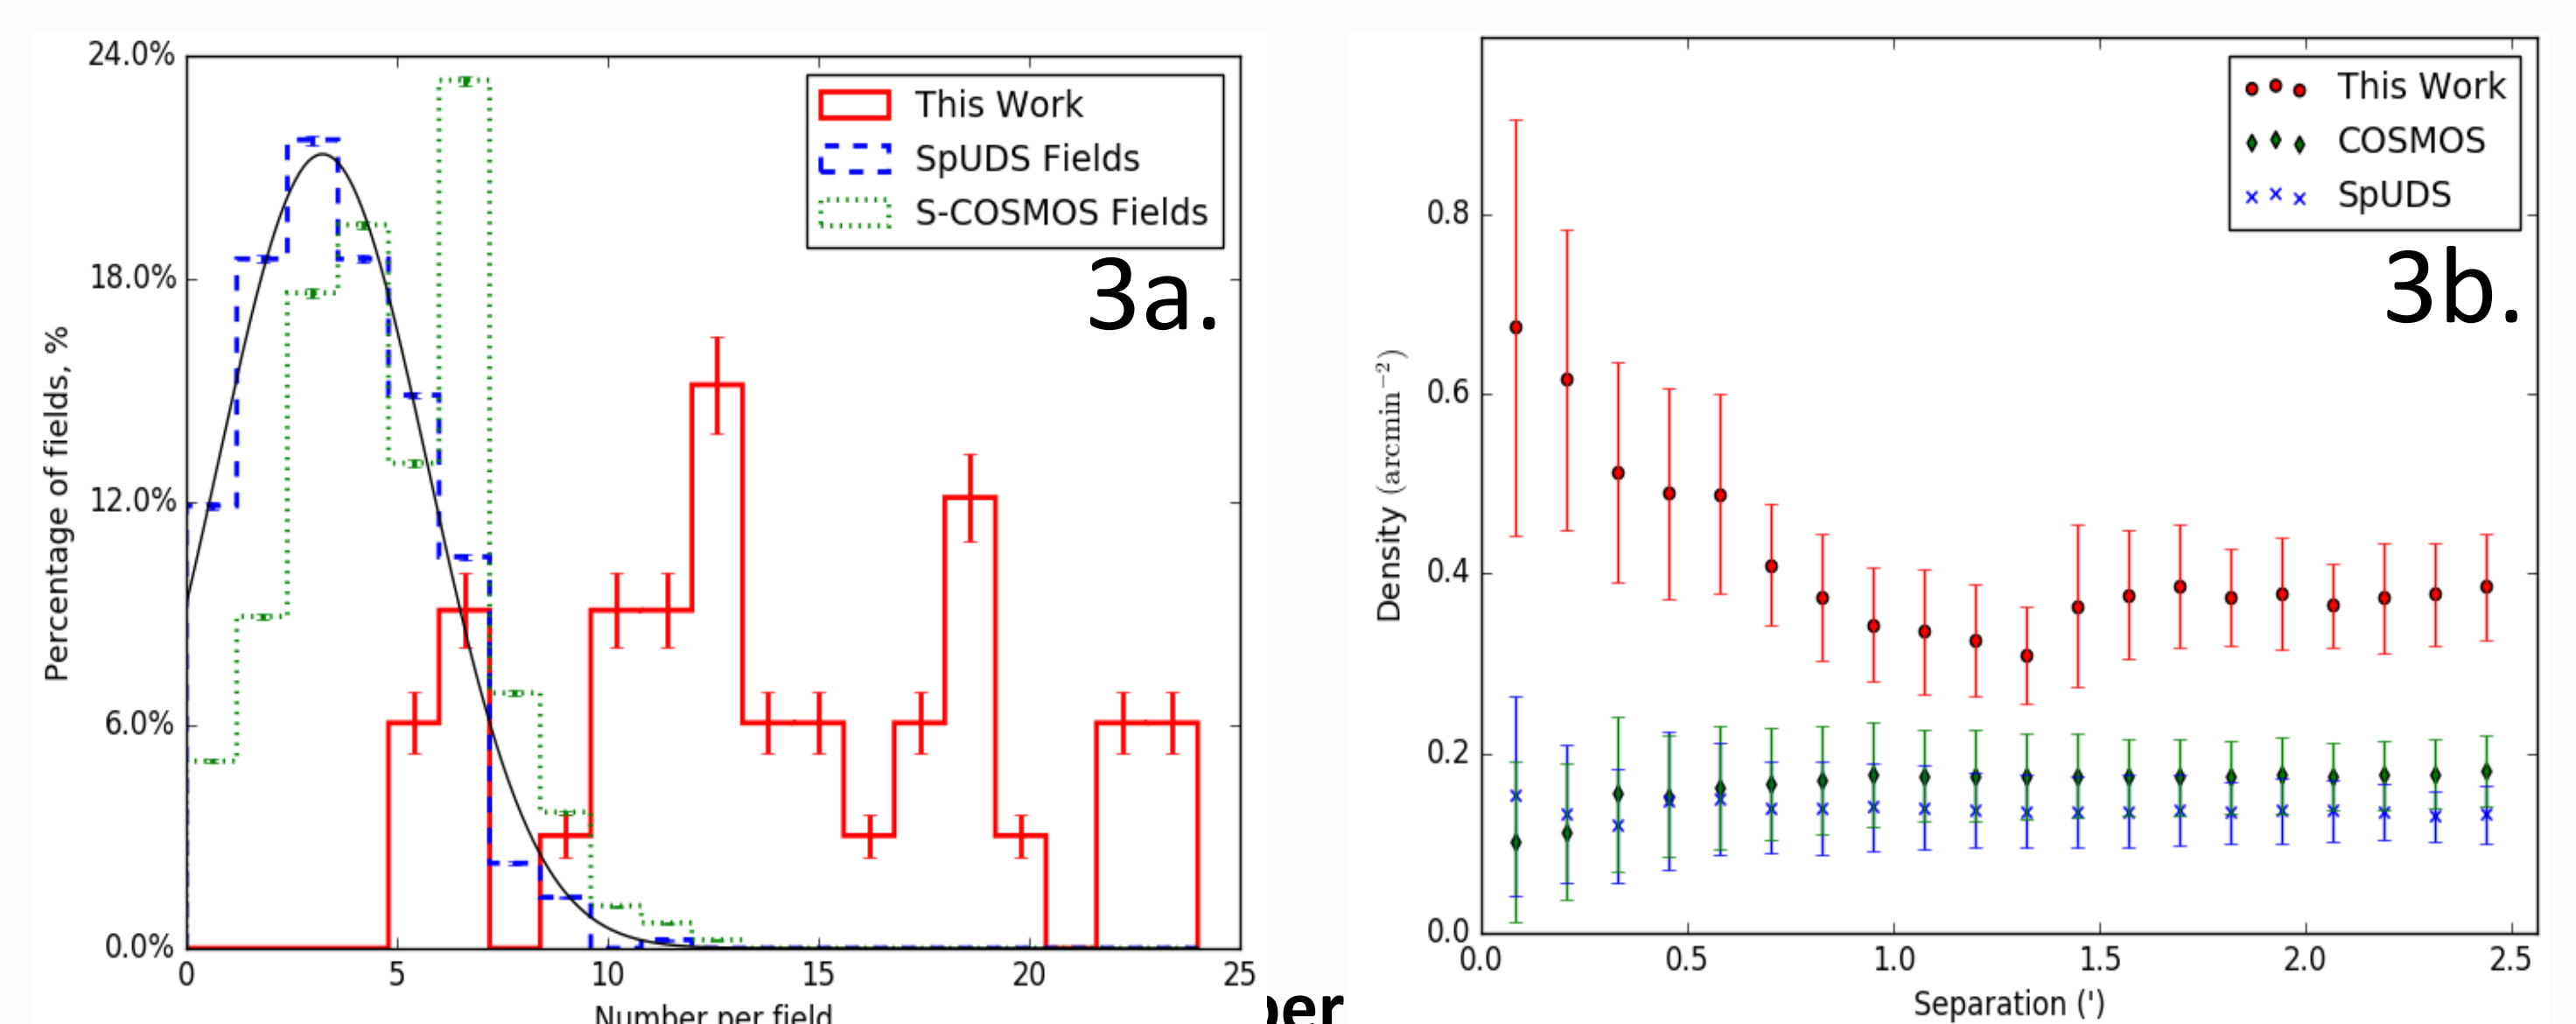 24.0%
18.0%
12.0%
6.0%
0.0%
Percentage of fields, %
0 5 10 15 20 25
Number per field
This Work
SpUDS Fields
S-COSMOS Fields
3a.
per
0.8
0.6
0.4
0.2
0.0
Density (arcmin⁻²)
0.0 0.5 1.0 1.5 2.0 2.5
Separation (')
This Work
COSMOS
SpUDS
3b.